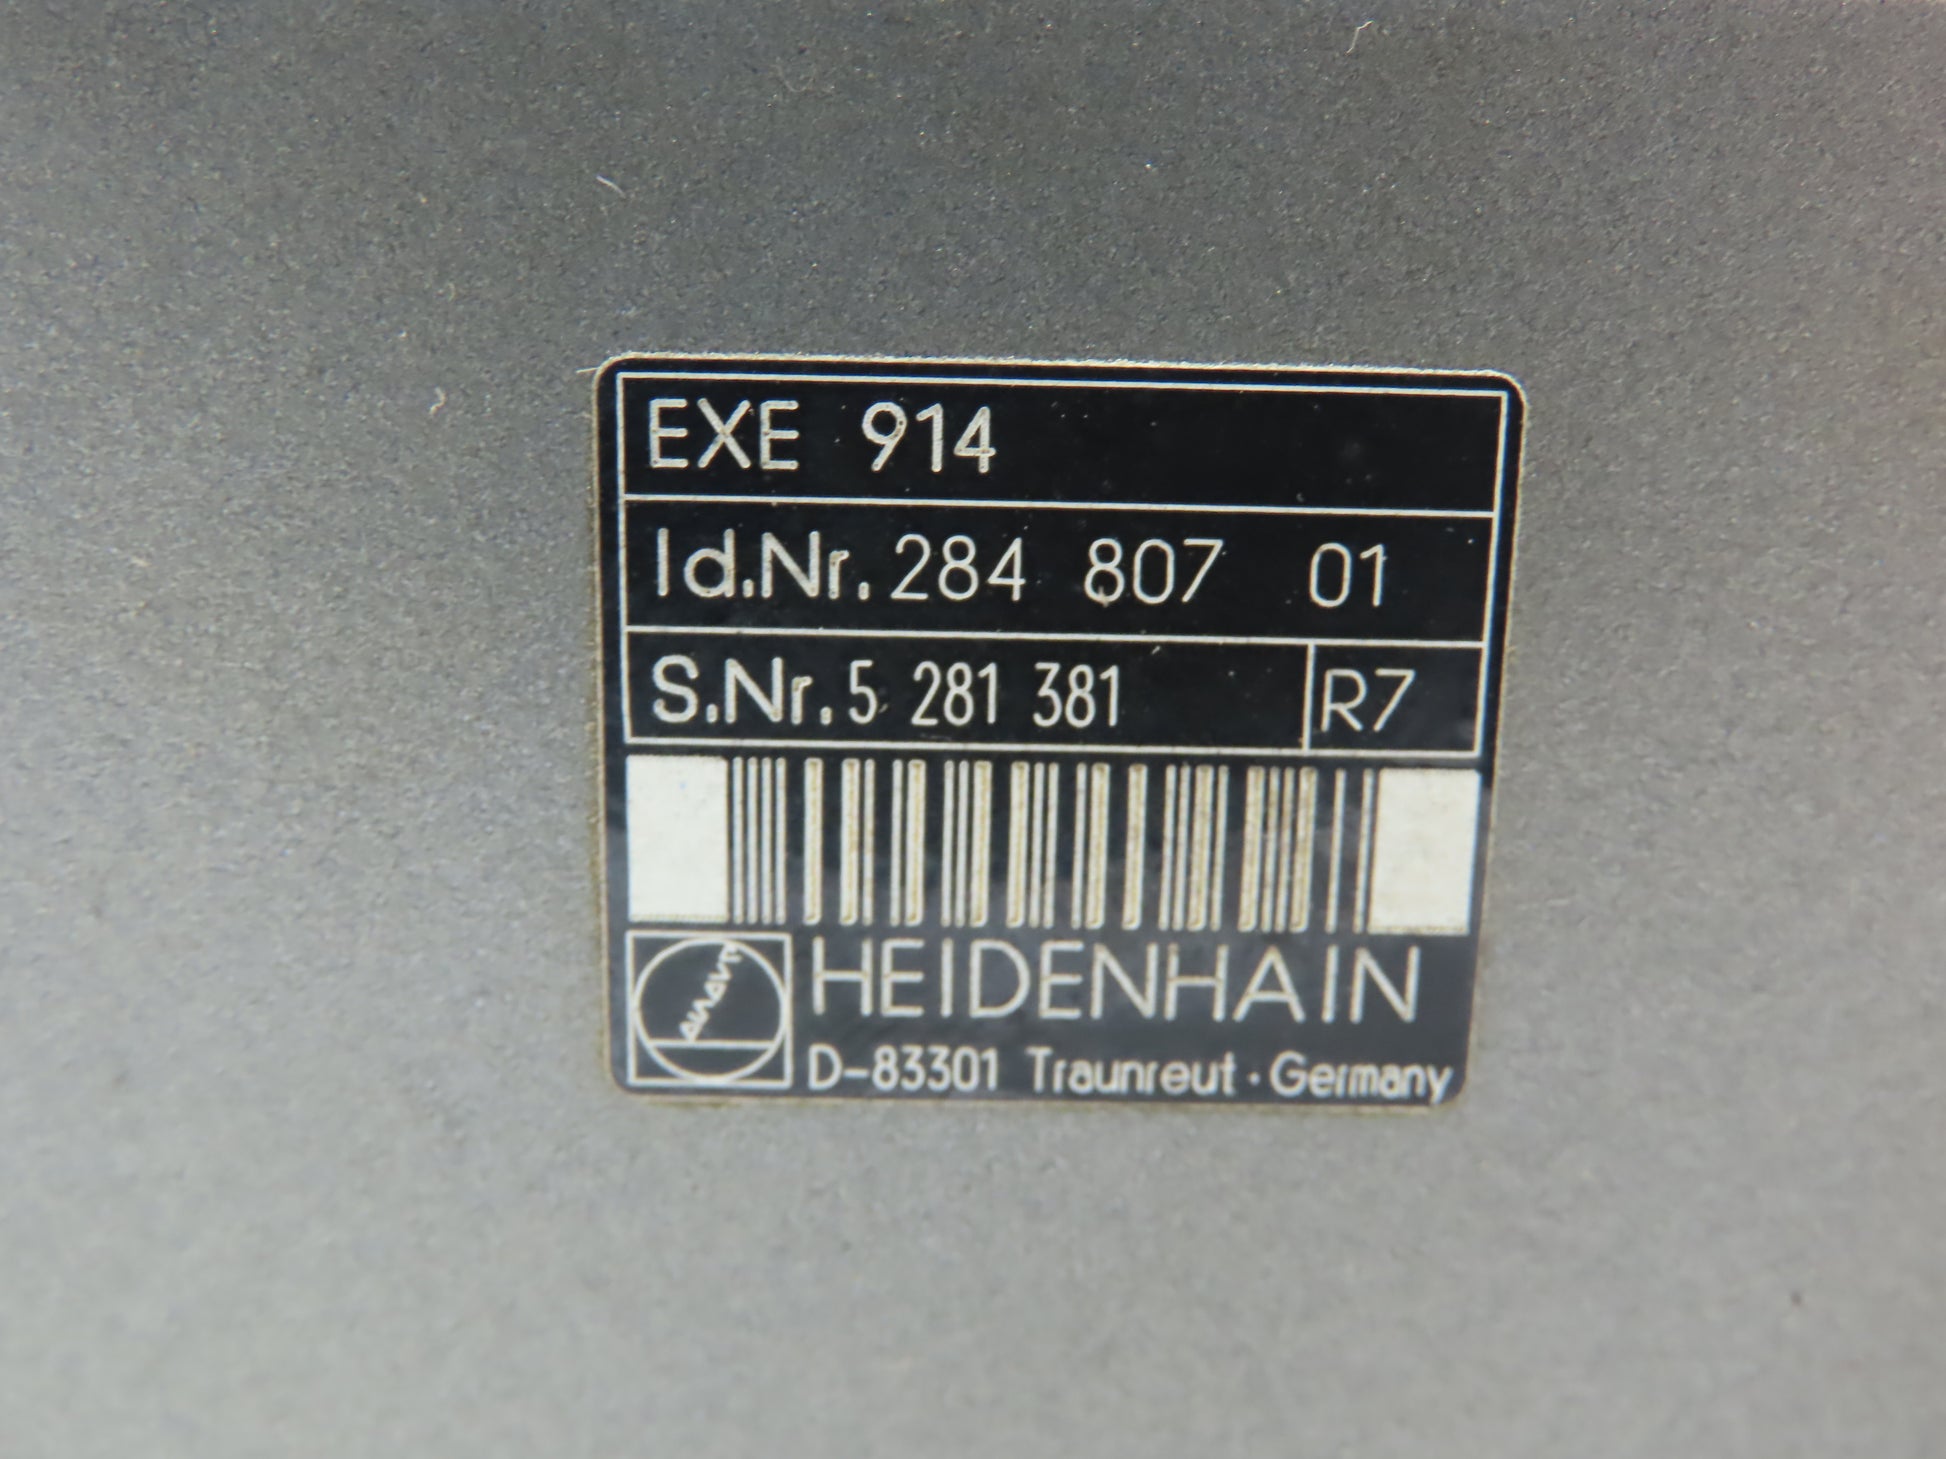 EXE 914
Id.Nr. 284 807 01
S.Nr. 5 281 381 R7
HEIDENHAIN
D-83301 Traunreut · Germany